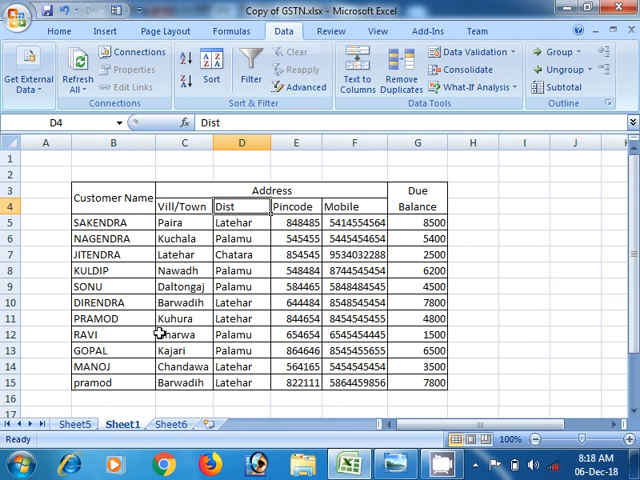 Copy of GSTN.xlsx - Microsoft Excel
Home Insert Page Layout Formulas Data Review View
Get External Data
Refresh All
Connections
Properties
Edit Links
Connections
Sort
Filter
Clear
Reapply
Advanced
Sort & Filter
Text to Columns
Remove Duplicates
Data Validation
Consolidate
What-If Analysis
Data Tools
Group
Ungroup
Subtotal
Outline
D4 fx Dist
A B C D E F G H I J
1
2
3 Customer Name Address Due
4 Vill/Town Dist Pincode Mobile Balance
5 SAKENDRA Paira Latehar 848485 5414554564 8500
6 NAGENDRA Kuchala Palamu 545455 5445454654 5400
7 JITENDRA Latehar Chatara 854545 9534032288 2500
8 KULDIP Nawadh Palamu 548484 8744545454 6200
9 SONU Daltongaj Palamu 584465 5848484545 4500
10 DIRENDRA Barwadih Latehar 644484 8548545454 7800
11 PRAMOD Kuhura Latehar 844654 8454545455 4800
12 RAVI harwa Palamu 654654 6545454445 1500
13 GOPAL Kajari Palamu 864646 8545455655 6500
14 MANOJ Chandawa Latehar 564165 5454545454 3500
15 pramod Barwadih Latehar 822111 5864459856 7800
16
17
Sheet5 Sheet1 Sheet6
Ready 100%
8:18 AM
06-Dec-18